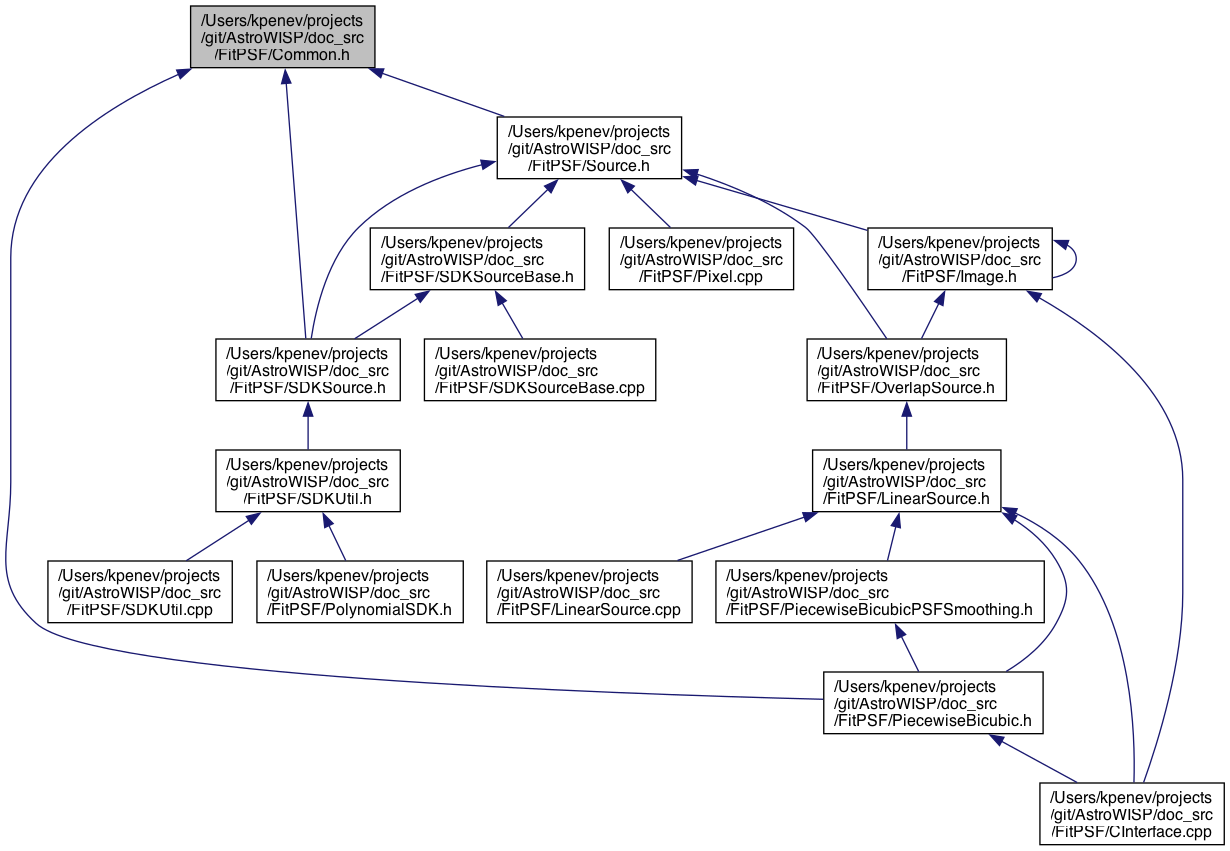 /Users/kpenev/projects
/git/AstroWISP/doc_src
/FitPSF/Common.h
/Users/kpenev/projects
/git/AstroWISP/doc_src
/FitPSF/Source.h
/Users/kpenev/projects
/git/AstroWISP/doc_src
/FitPSF/SDKSourceBase.h
/Users/kpenev/projects
/git/AstroWISP/doc_src
/FitPSF/Pixel.cpp
/Users/kpenev/projects
/git/AstroWISP/doc_src
/FitPSF/Image.h
/Users/kpenev/projects
/git/AstroWISP/doc_src
/FitPSF/SDKSource.h
/Users/kpenev/projects
/git/AstroWISP/doc_src
/FitPSF/SDKSourceBase.cpp
/Users/kpenev/projects
/git/AstroWISP/doc_src
/FitPSF/OverlapSource.h
/Users/kpenev/projects
/git/AstroWISP/doc_src
/FitPSF/SDKUtil.h
/Users/kpenev/projects
/git/AstroWISP/doc_src
/FitPSF/LinearSource.h
/Users/kpenev/projects
/git/AstroWISP/doc_src
/FitPSF/SDKUtil.cpp
/Users/kpenev/projects
/git/AstroWISP/doc_src
/FitPSF/PolynomialSDK.h
/Users/kpenev/projects
/git/AstroWISP/doc_src
/FitPSF/LinearSource.cpp
/Users/kpenev/projects
/git/AstroWISP/doc_src
/FitPSF/PiecewiseBicubicPSFSmoothing.h
/Users/kpenev/projects
/git/AstroWISP/doc_src
/FitPSF/PiecewiseBicubic.h
/Users/kpenev/projects
/git/AstroWISP/doc_src
/FitPSF/CInterface.cpp